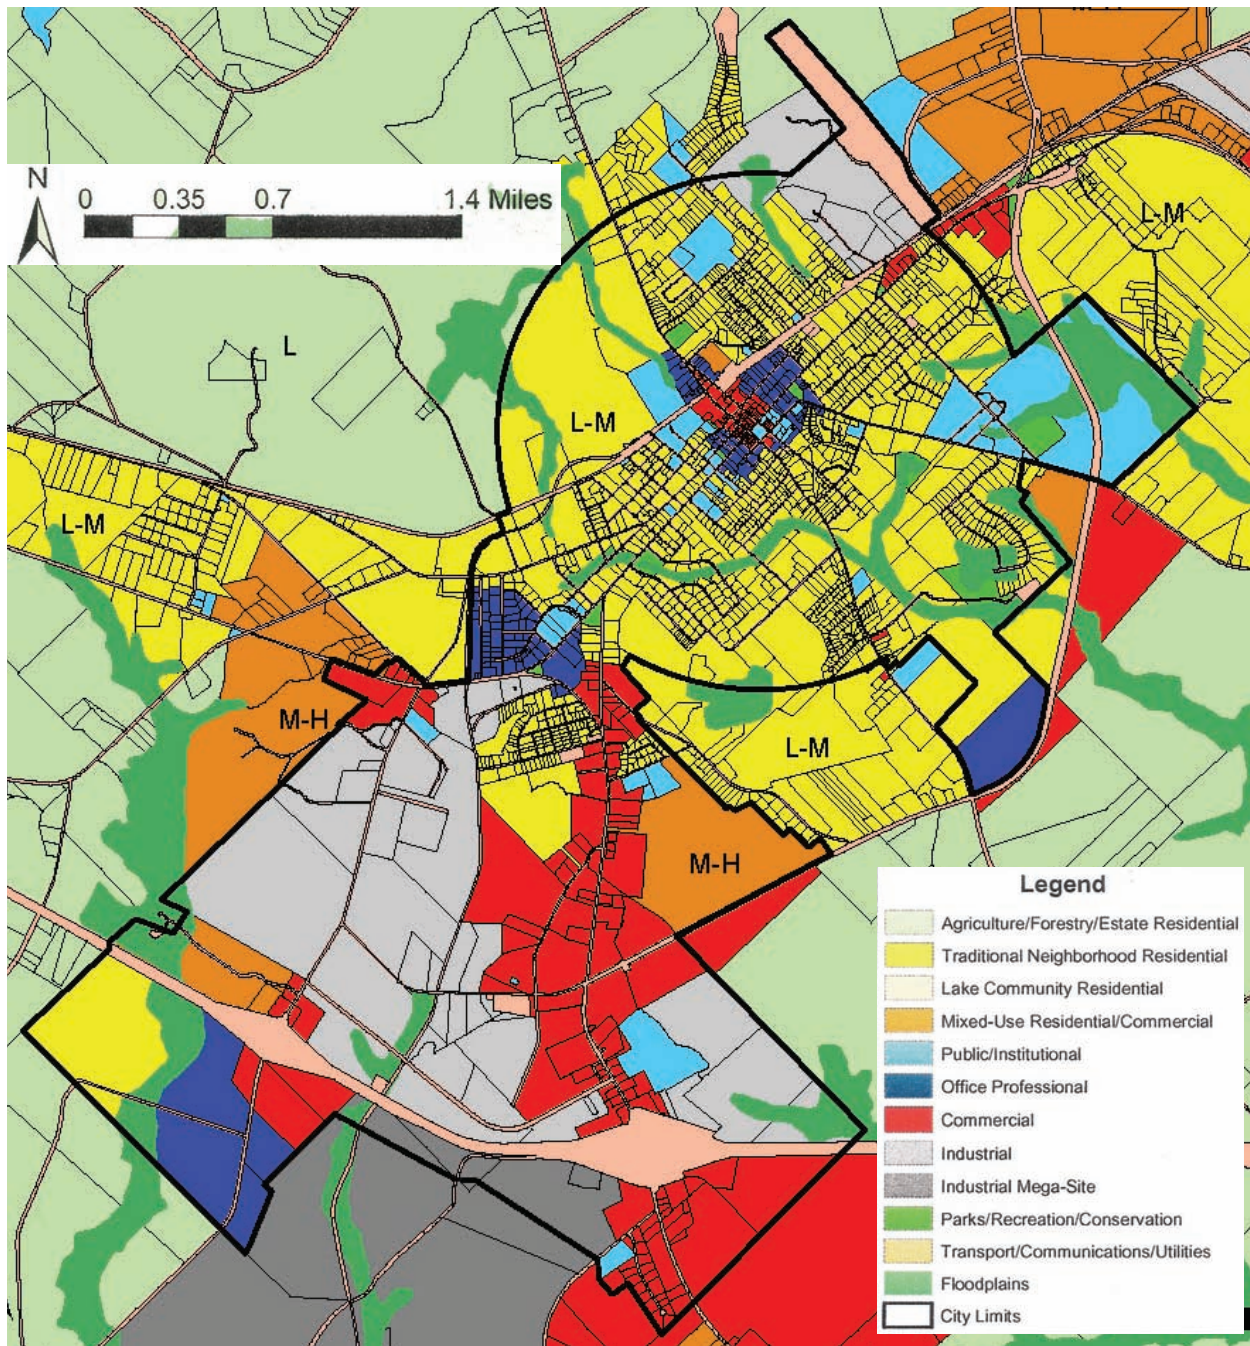 N
0 0.35 0.7 1.4 Miles
L-M
L
L-M
L-M
M-H
L-M
M-H
Legend
Agriculture/Forestry/Estate Residential
Traditional Neighborhood Residential
Lake Community Residential
Mixed-Use Residential/Commercial
Public/Institutional
Office Professional
Commercial
Industrial
Industrial Mega-Site
Parks/Recreation/Conservation
Transport/Communications/Utilities
Floodplains
City Limits